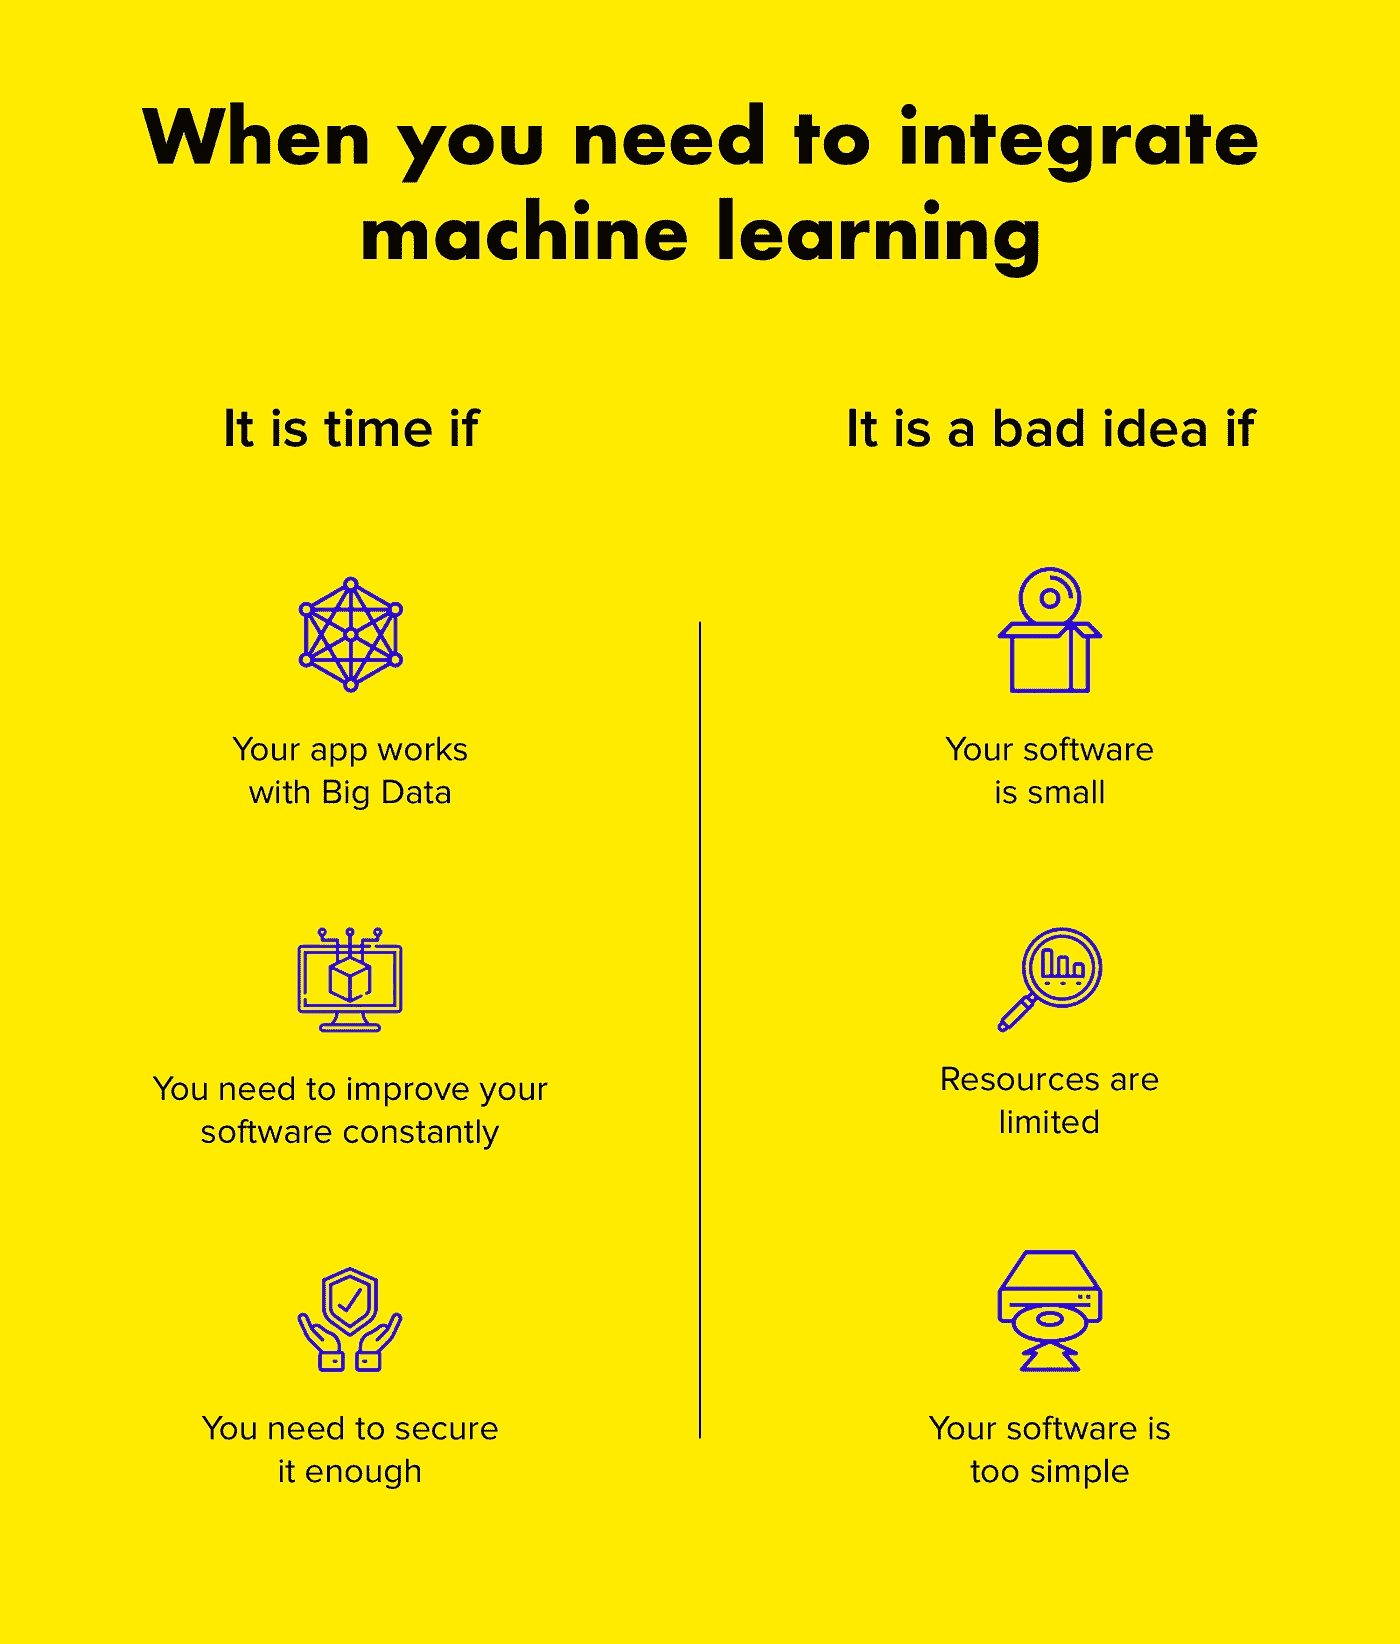 When you need to integrate
machine learning
It is time if
Your app works
with Big Data
You need to improve your
software constantly
You need to secure
it enough
It is a bad idea if
Your software
is small
Resources are
limited
Your software is
too simple